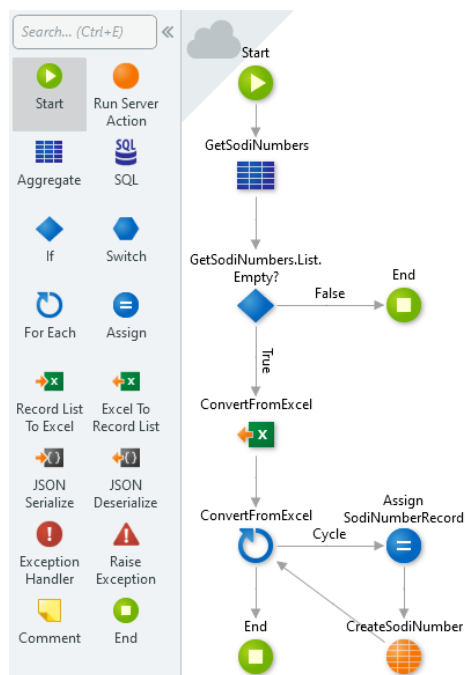 Search... (Ctrl+E)
Start
Run Server
Action
Aggregate
SQL
SQL
If
Switch
For Each
Assign
x
x
Record List
To Excel
Excel To
Record List
{}
{}
JSON
Serialize
JSON
Deserialize
Exception
Handler
Raise
Exception
Comment
End
Start
GetSodiNumbers
GetSodiNumbers.List.
Empty?
False
End
True
ConvertFromExcel
x
ConvertFromExcel
Cycle
Assign
SodiNumberRecord
End
CreateSodiNumber